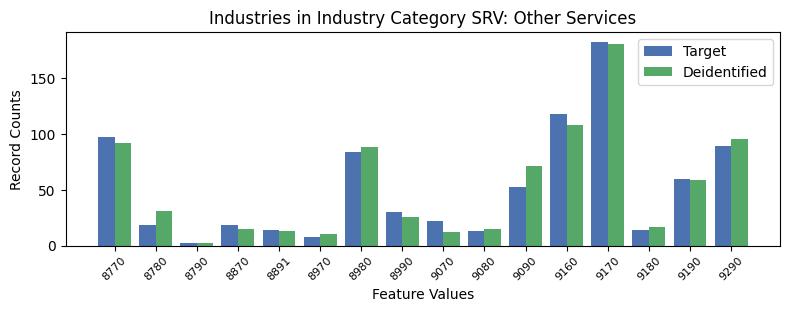 Industries in Industry Category SRV: Other Services
Target
Deidentified
Record Counts
150
100
50
0
8770 8780 8790 8870 8891 8970 8980 8990 9070 9080 9090 9160 9170 9180 9190 9290
Feature Values